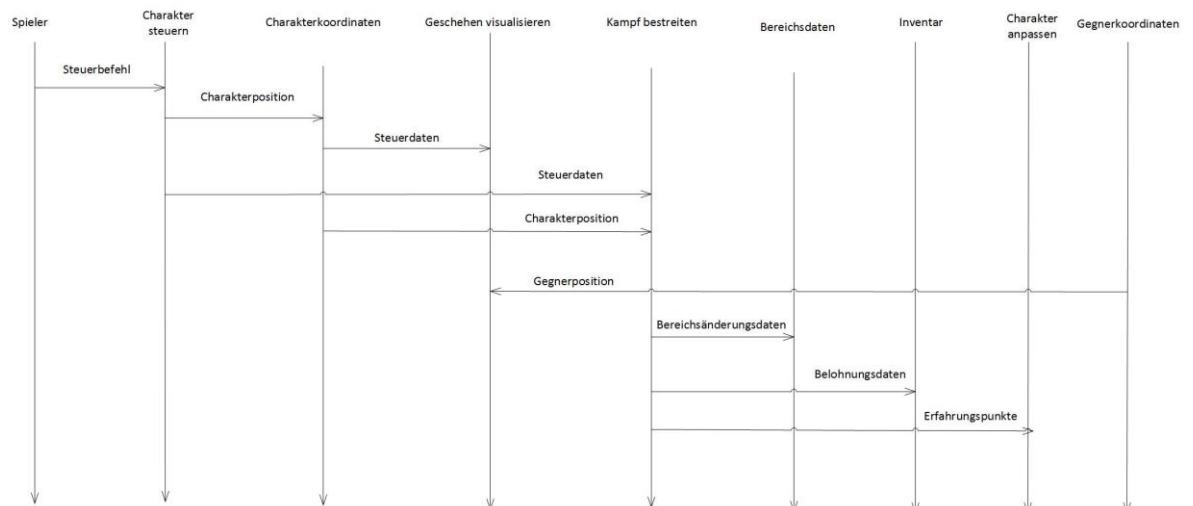 Spieler
Charakter
steuern
Charakterkoordinaten
Geschehen visualisieren
Kampf bestreiten
Bereichsdaten
Inventar
Charakter
anpassen
Gegnerkoordinaten
Steuerbefehl
Charakterposition
Steuerdaten
Steuerdaten
Charakterposition
Gegnerposition
Bereichsänderungsdaten
Belohnungsdaten
Erfahrungspunkte